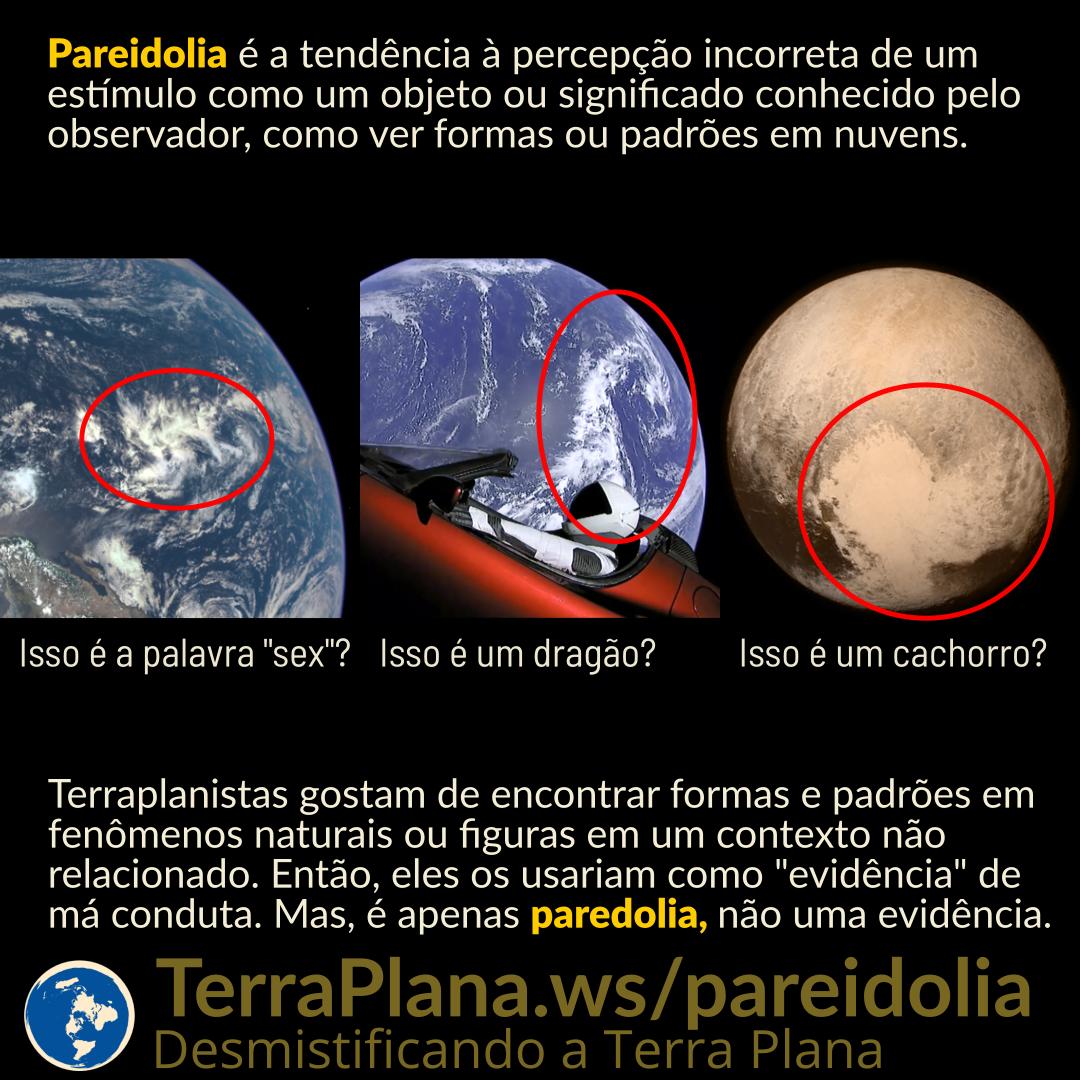 Pareidolia é a tendência à percepção incorreta de um
estímulo como um objeto ou significado conhecido pelo
observador, como ver formas ou padrões em nuvens.
Isso é a palavra "sex"?
Isso é um dragão?
Isso é um cachorro?
Terraplanistas gostam de encontrar formas e padrões em
fenômenos naturais ou figuras em um contexto não
relacionado. Então, eles os usariam como "evidência" de
má conduta. Mas, é apenas paredolia, não uma evidência.
TerraPlana.ws/pareidolia
Desmistificando a Terra Plana